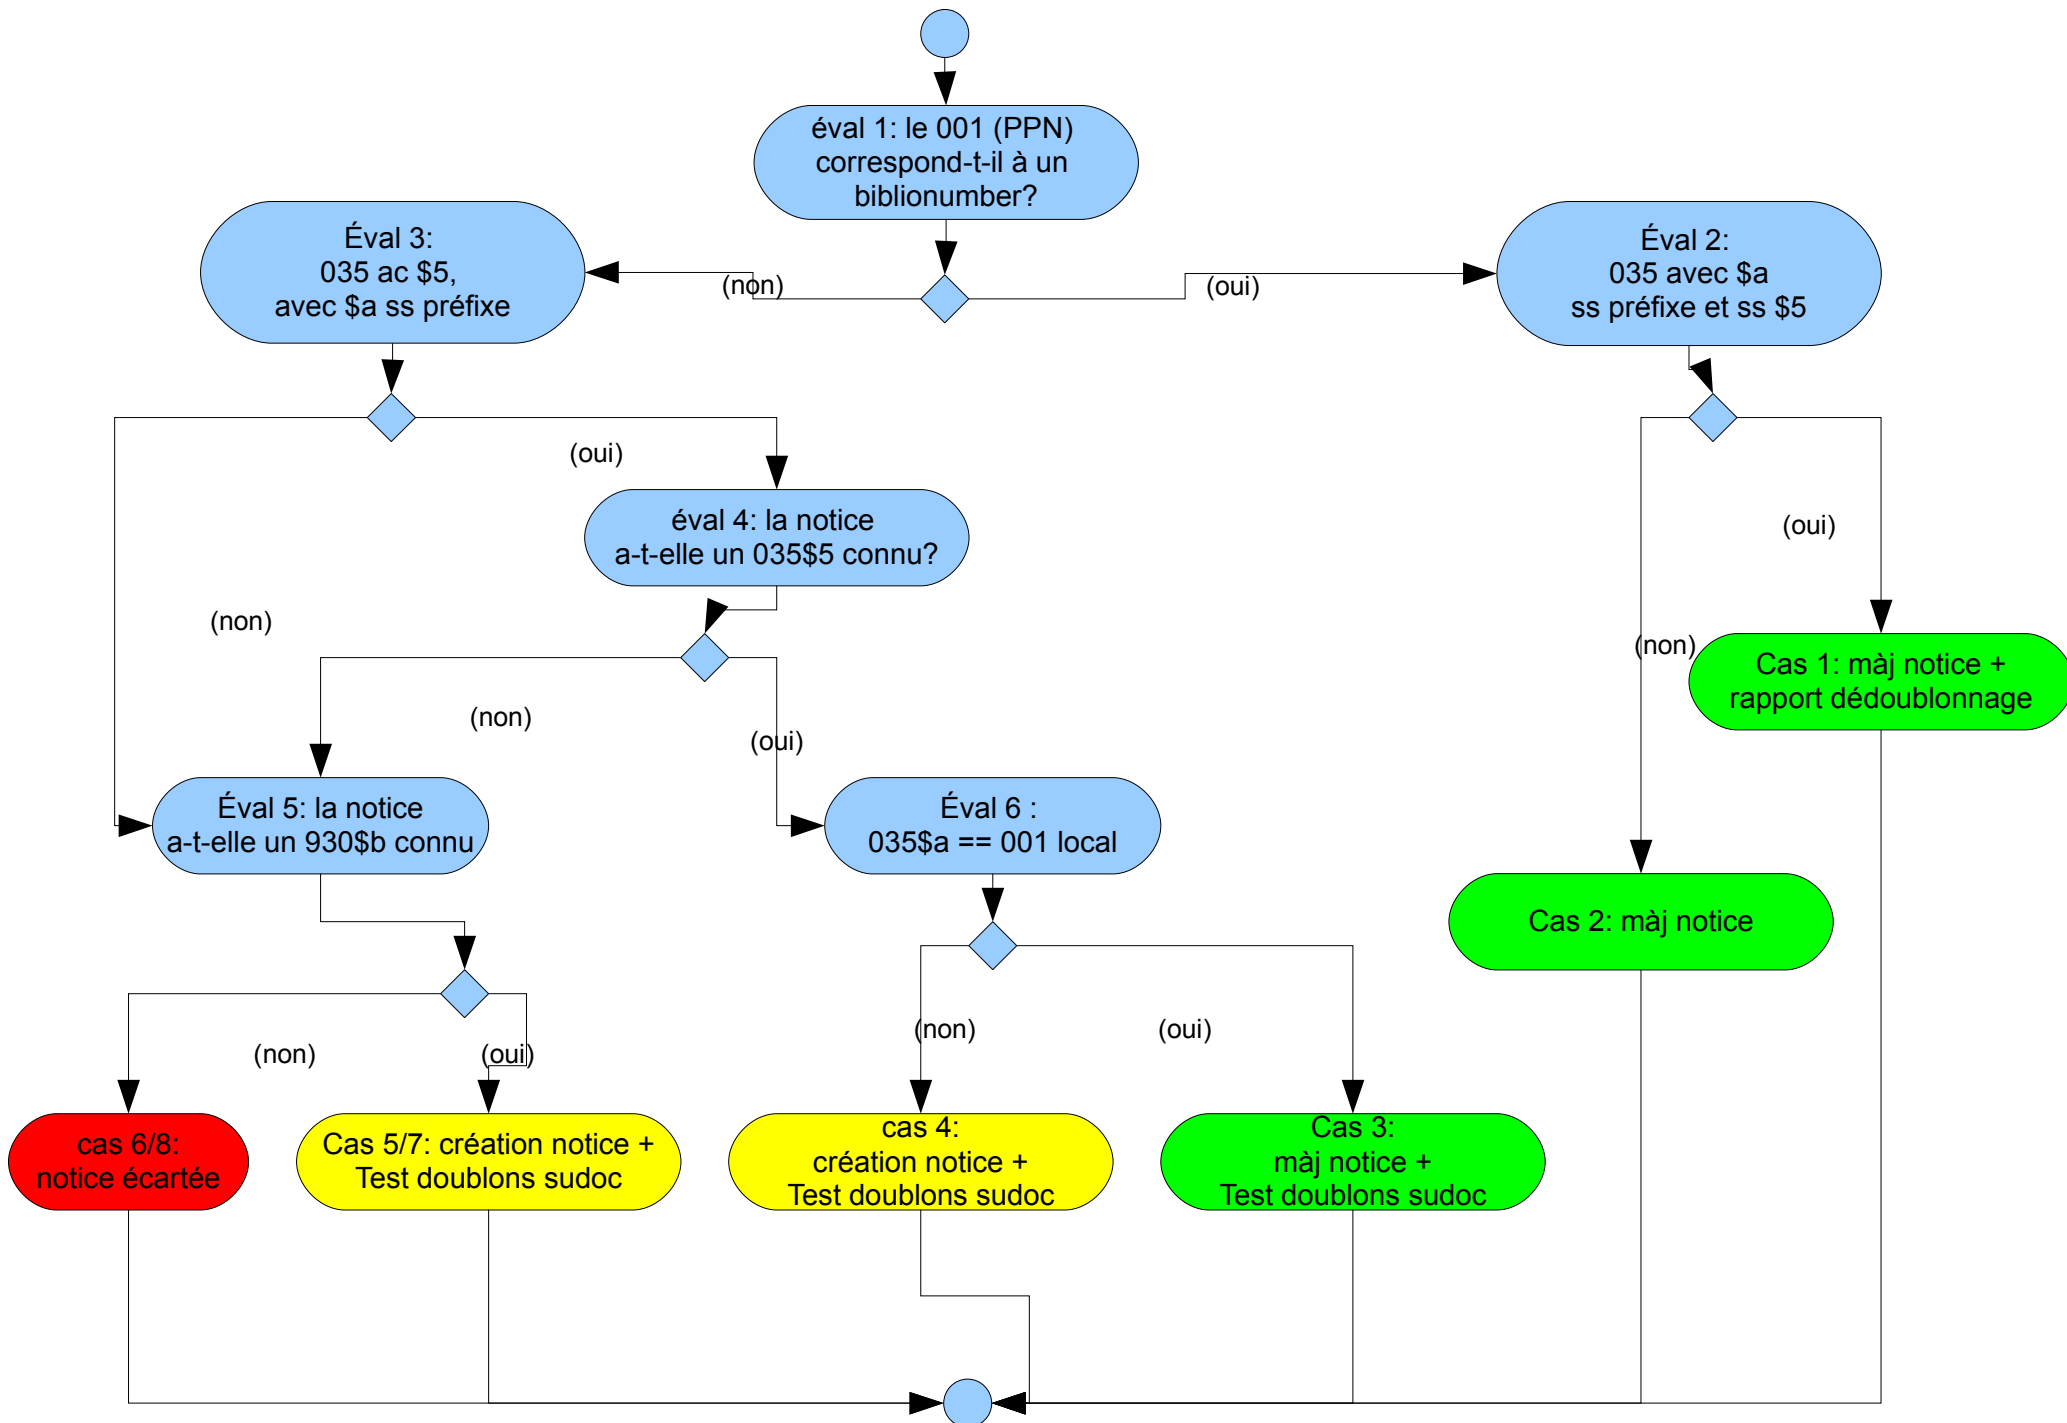 éval 1: le 001 (PPN)
correspond-t-il à un
biblionumber?
Éval 3:
035 ac $5,
avec $a ss préfixe
Éval 2:
035 avec $a
ss préfixe et ss $5
(non)
(oui)
(oui)
éval 4: la notice
a-t-elle un 035$5 connu?
(oui)
(non)
(non)
Cas 1: màj notice +
rapport dédoublonnage
(non)
(oui)
Éval 5: la notice
a-t-elle un 930$b connu
Éval 6 :
035$a == 001 local
Cas 2: màj notice
(non)
(oui)
(non)
(oui)
cas 6/8:
notice écartée
Cas 5/7: création notice +
Test doublons sudoc
cas 4:
création notice +
Test doublons sudoc
Cas 3:
màj notice +
Test doublons sudoc